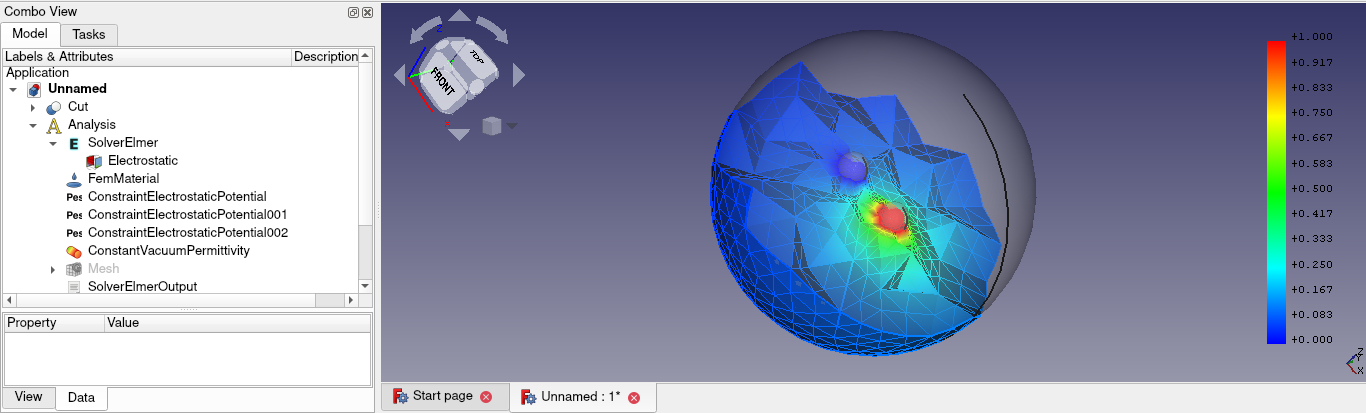 Combo View
Model Tasks
Labels & Attributes Description
Application
Unnamed
Cut
Analysis
SolverElmer
Electrostatic
FemMaterial
ConstraintElectrostaticPotential
ConstraintElectrostaticPotential001
ConstraintElectrostaticPotential002
ConstantVacuumPermittivity
Mesh
SolverElmerOutput
Property Value
View Data
FRONT
TOP
Z
+1.000
+0.917
+0.833
+0.750
+0.667
+0.583
+0.500
+0.417
+0.333
+0.250
+0.167
+0.083
+0.000
Z
Y
X
Start page
Unnamed : 1*